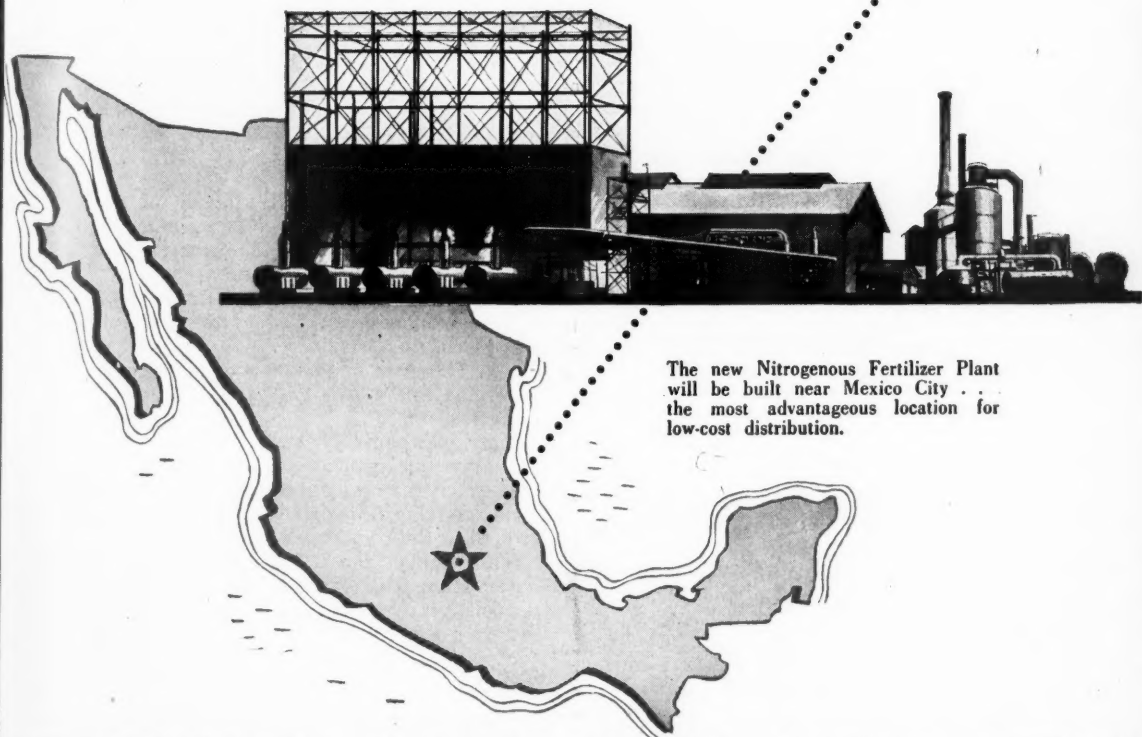 The new Nitrogenous Fertilizer Plant
will be built near Mexico City . . .
the most advantageous location for
low-cost distribution.